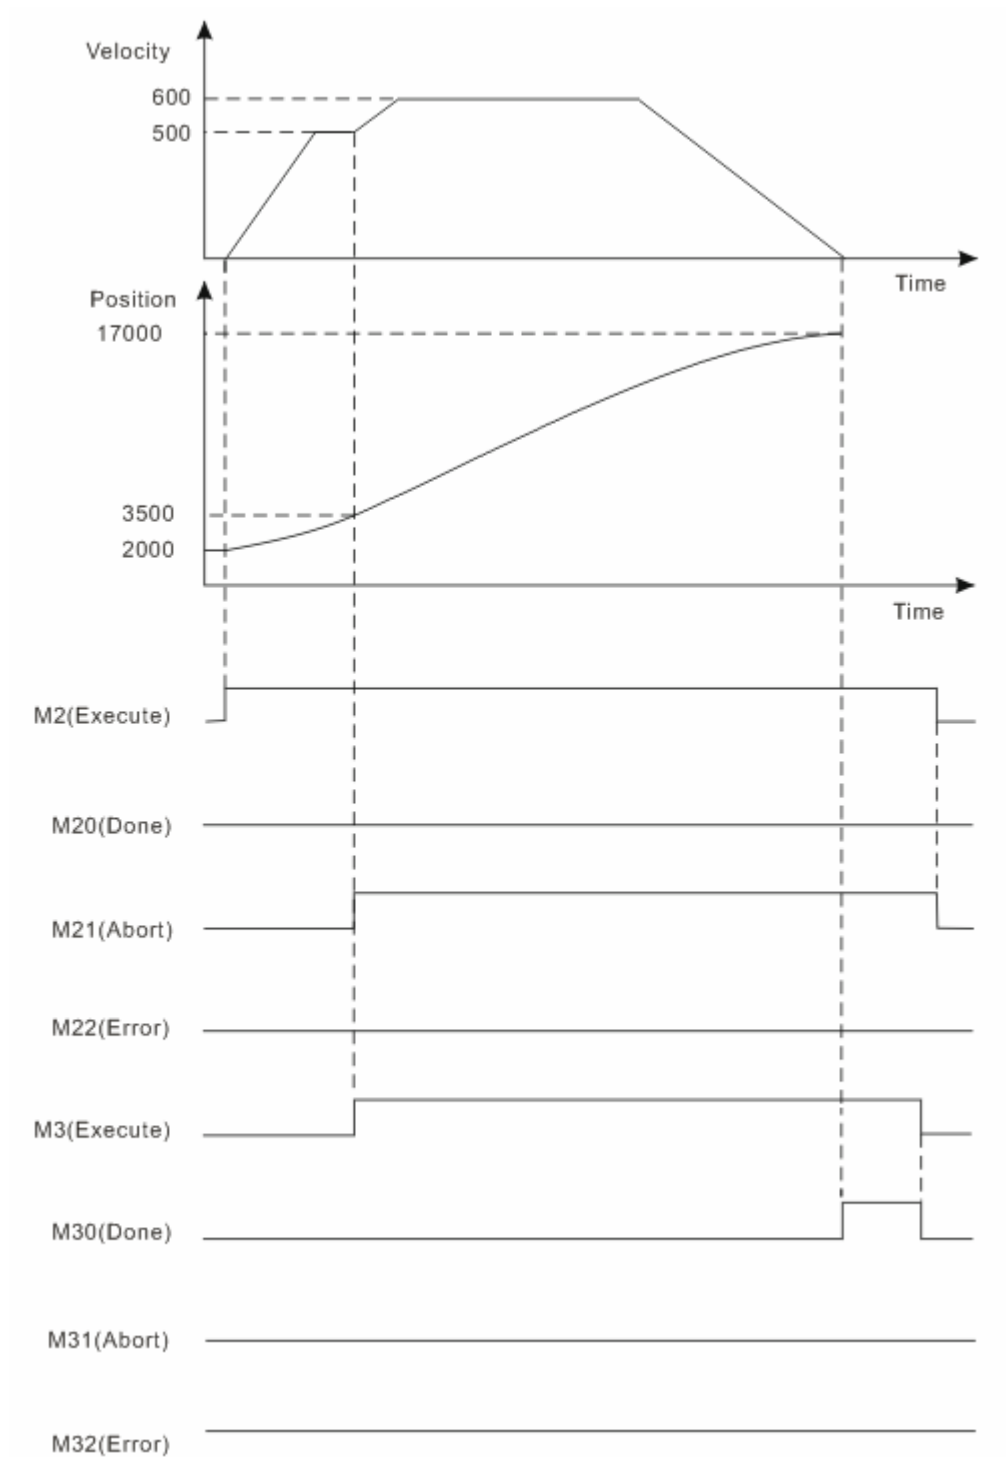 Velocity
600
500
Time
Position
17000
3500
2000
Time
M2(Execute)
M20(Done)
M21(Abort)
M22(Error)
M3(Execute)
M30(Done)
M31(Abort)
M32(Error)